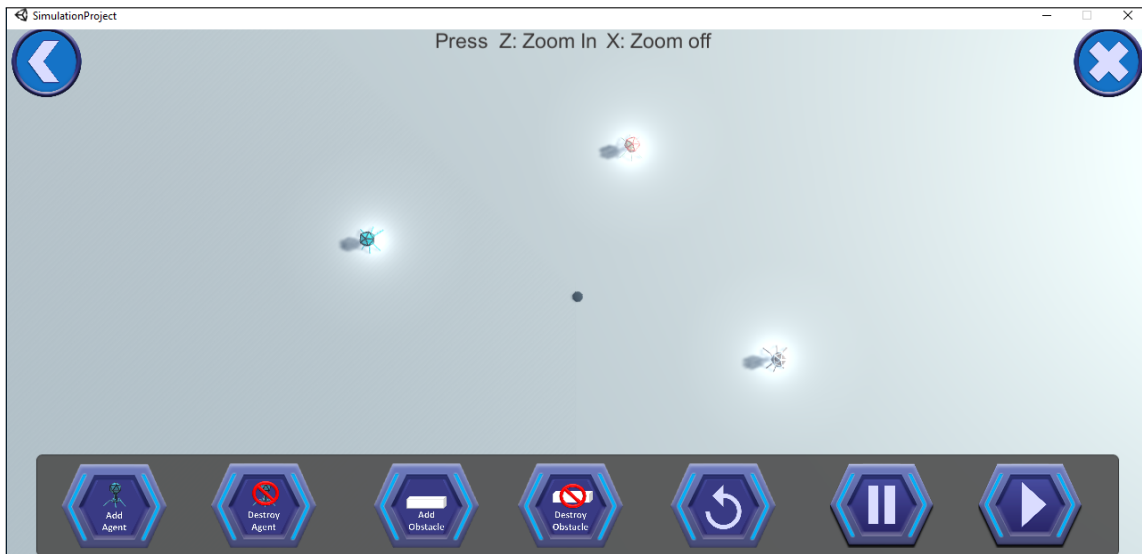 SimulationProject
Press Z: Zoom In X: Zoom off
Add
Agent
Destroy
Agent
Add
Obstacle
Destroy
Obstacle